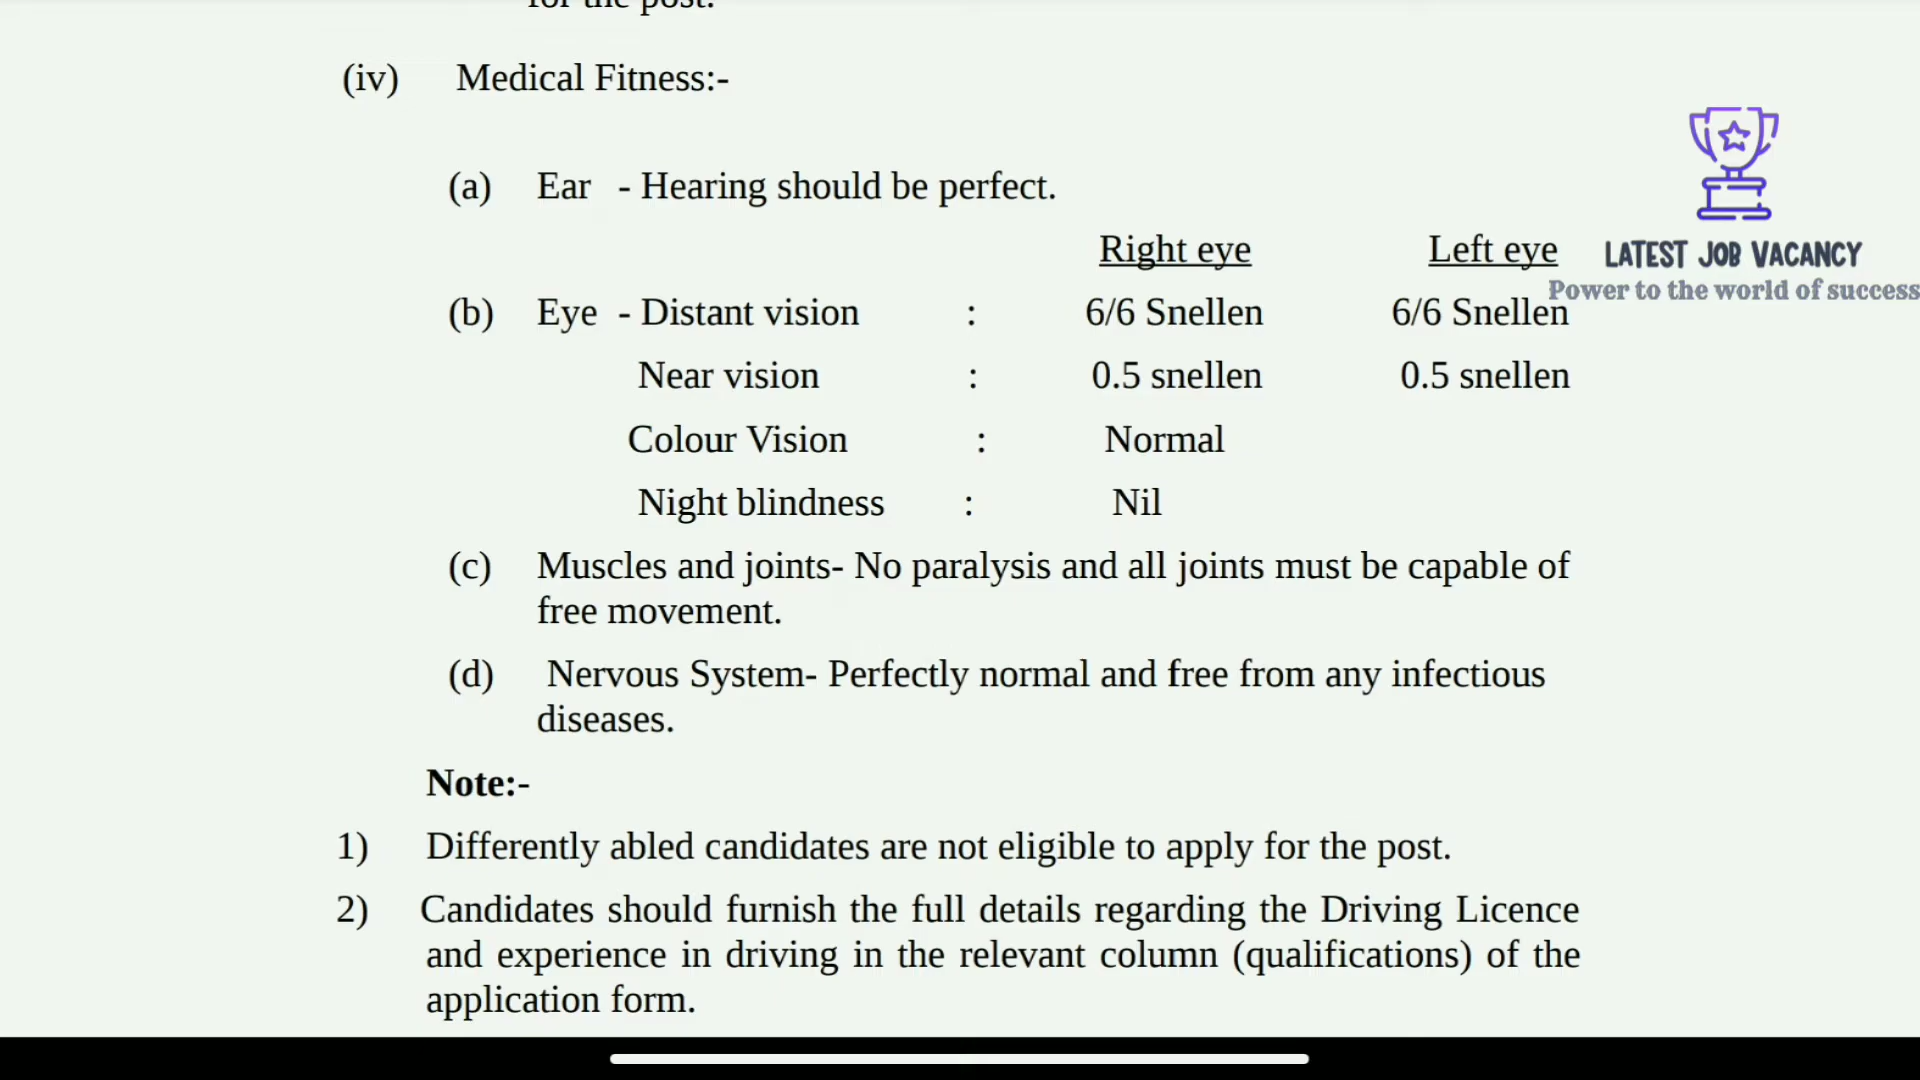 for the post.
(iv) Medical Fitness:-
(a) Ear - Hearing should be perfect.
Right eye Left eye
(b) Eye - Distant vision : 6/6 Snellen 6/6 Snellen
Near vision : 0.5 snellen 0.5 snellen
Colour Vision : Normal
Night blindness : Nil
(c) Muscles and joints- No paralysis and all joints must be capable of
free movement.
(d) Nervous System- Perfectly normal and free from any infectious
diseases.
Note:-
1) Differently abled candidates are not eligible to apply for the post.
2) Candidates should furnish the full details regarding the Driving Licence
and experience in driving in the relevant column (qualifications) of the
application form.
LATEST JOB VACANCY
Power to the world of success